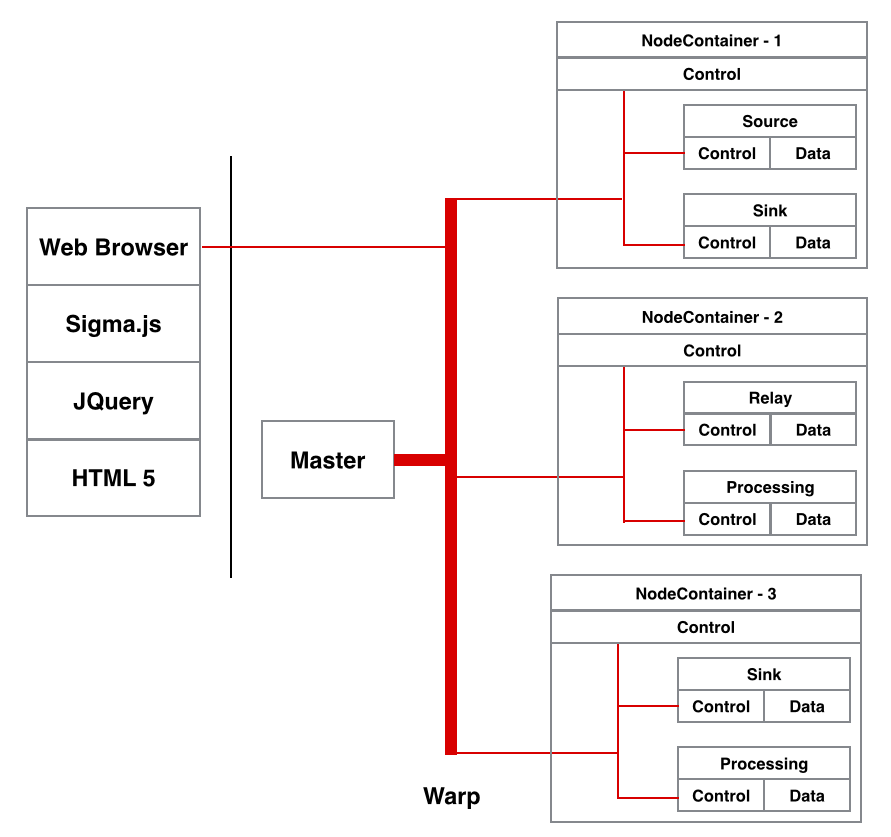 Web Browser
Sigma.js
JQuery
HTML 5
Master
Warp
NodeContainer - 1
Control
Source
Control Data
Sink
Control Data
NodeContainer - 2
Control
Relay
Control Data
Processing
Control Data
NodeContainer - 3
Control
Sink
Control Data
Processing
Control Data